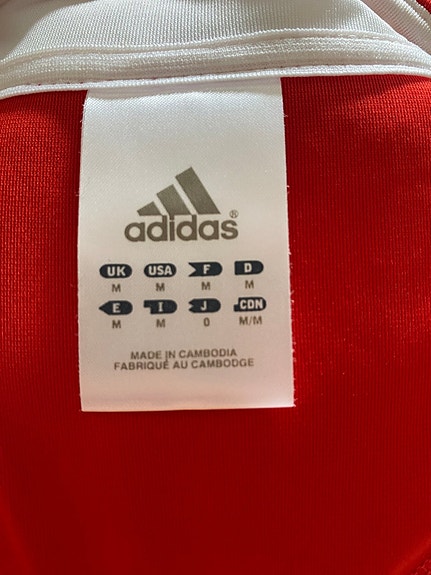 adidas®
UK USA F D
M M M M
E I J CDN
M M O M/M
MADE IN CAMBODIA
FABRIQUÉ AU CAMBODGE